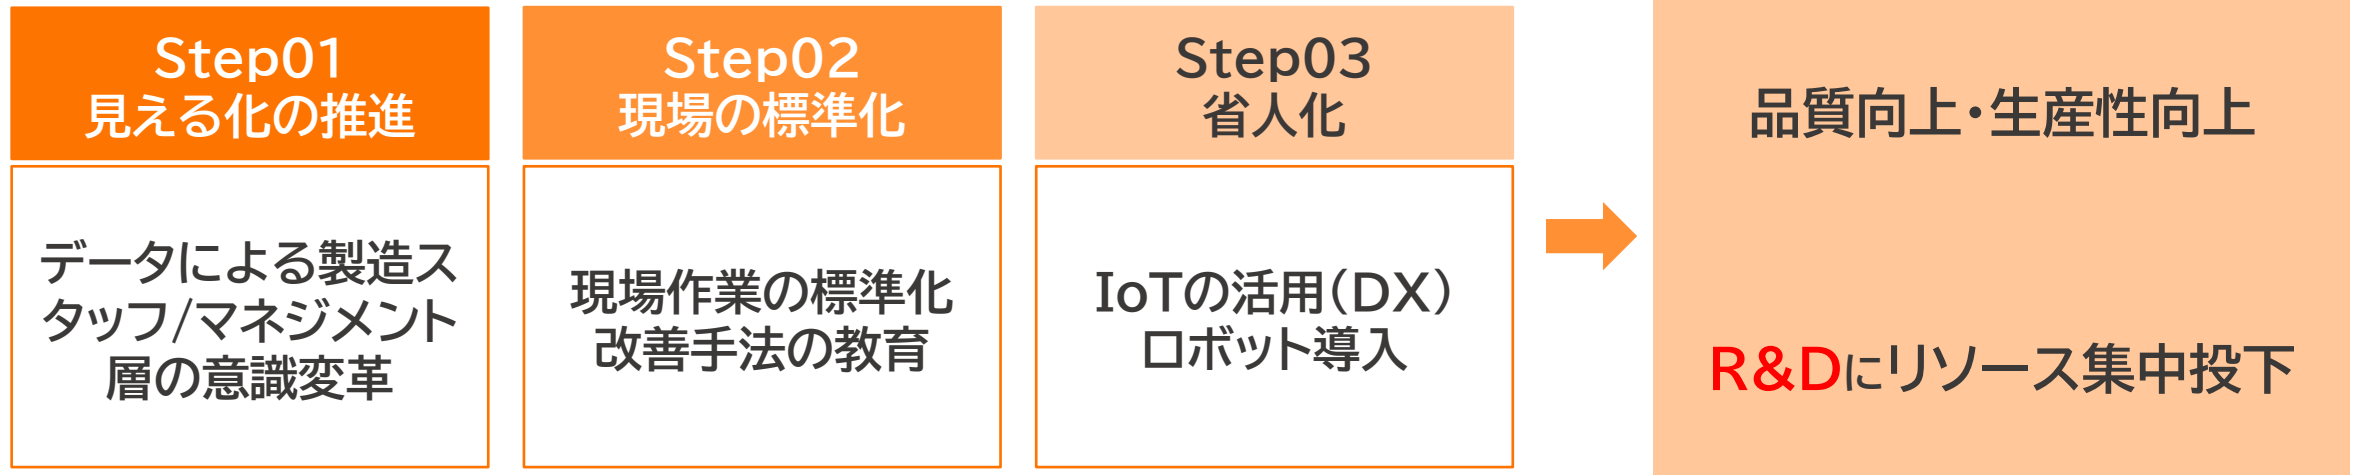 Step01
見える化の推進
データによる製造ス
タッフ/マネジメント
層の意識変革
Step02
現場の標準化
現場作業の標準化
改善手法の教育
Step03
省人化
IoTの活用(DX)
ロボット導入
品質向上・生産性向上
R&Dにリソース集中投下